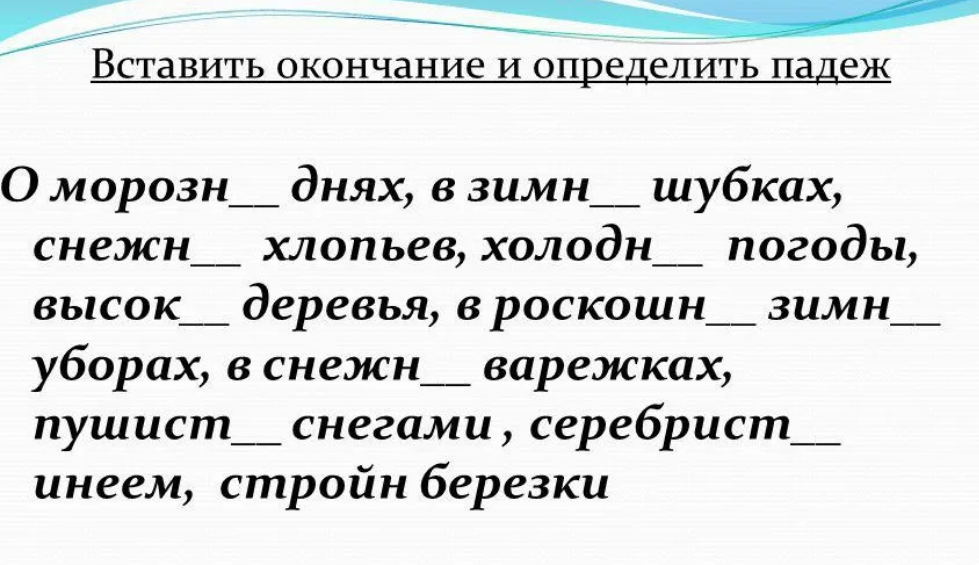 Вставить окончание и определить падеж
О морозн__ днях, в зимн__ шубках,
снежн__ хлопьев, холодн__ погоды,
высок__ деревья, в роскошн__ зимн__
уборах, в снежн__ варежках,
пушист__ снегами , серебрист__
инеем, стройн березки